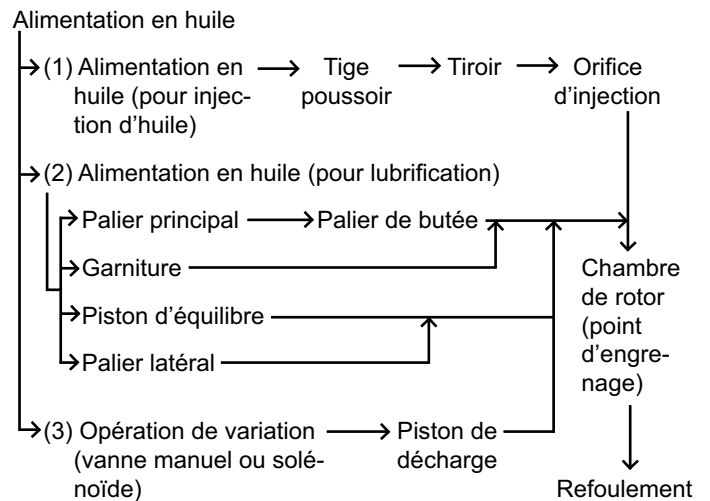 Alimentation en huile
(1) Alimentation en
huile (pour injec-
tion d'huile)
Tige
poussoir
Tiroir
Orifice
d'injection
(2) Alimentation en huile (pour lubrification)
Palier principal
Palier de butée
Garniture
Piston d'équilibre
Palier latéral
Chambre
de rotor
(point
d'engre-
nage)
(3) Opération de variation
(vanne manuel ou solé-
noïde)
Piston de
décharge
Refoulement